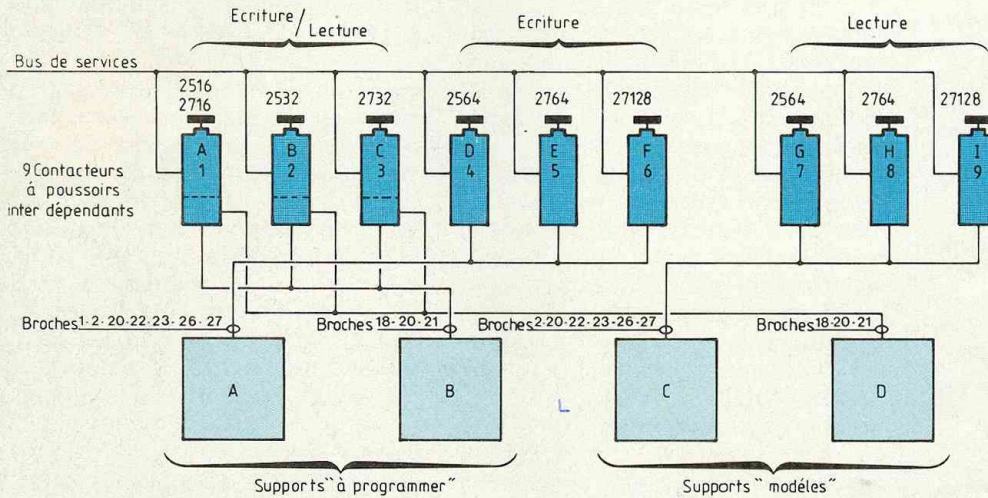 Ecriture/Lecture
Ecriture
Lecture
Bus de services
2516
2716
2532
2732
2564
2764
27128
2564
2764
27128
A
1
B
2
C
3
D
4
E
5
F
6
G
7
H
8
I
9
9 Contacteurs
á poussoirs
inter dépendants
Broches 1-2-20-22-23-26-27
Broches 18-20-21
Broches 2-20-22-23-26-27
Broches 18-20-21
A
B
C
D
Supports "à programmer"
Supports " modéles"